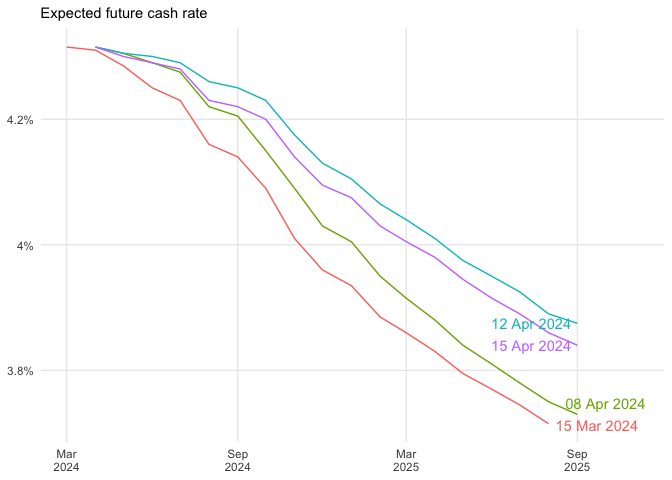 Expected future cash rate
4.2%
4%
3.8%
12 Apr 2024
15 Apr 2024
08 Apr 2024
15 Mar 2024
Mar
2024
Sep
2024
Mar
2025
Sep
2025